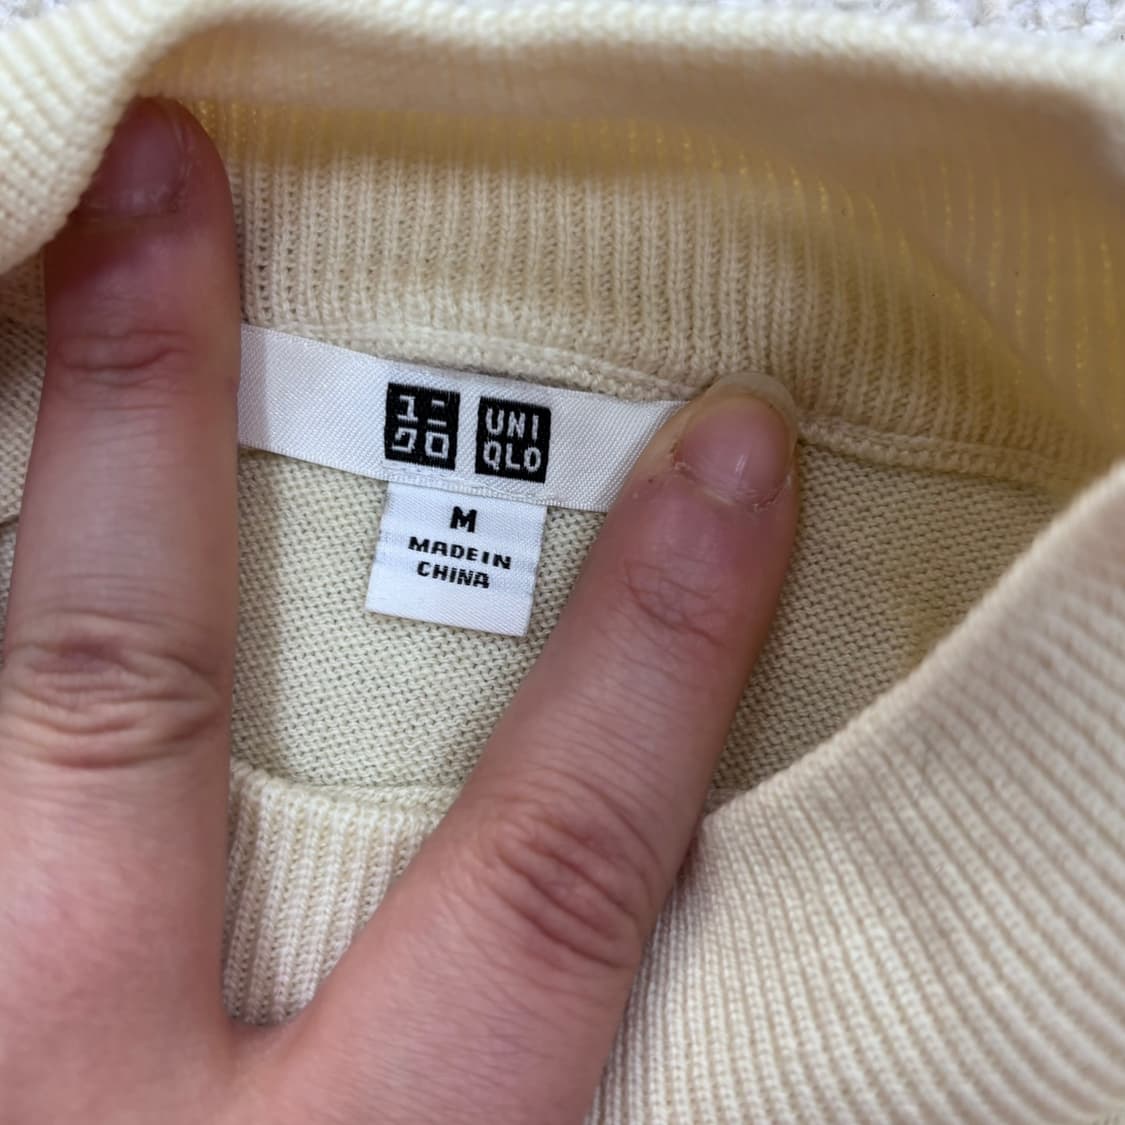 ユニ UNI
クロ QLO
M
MADE IN
CHINA